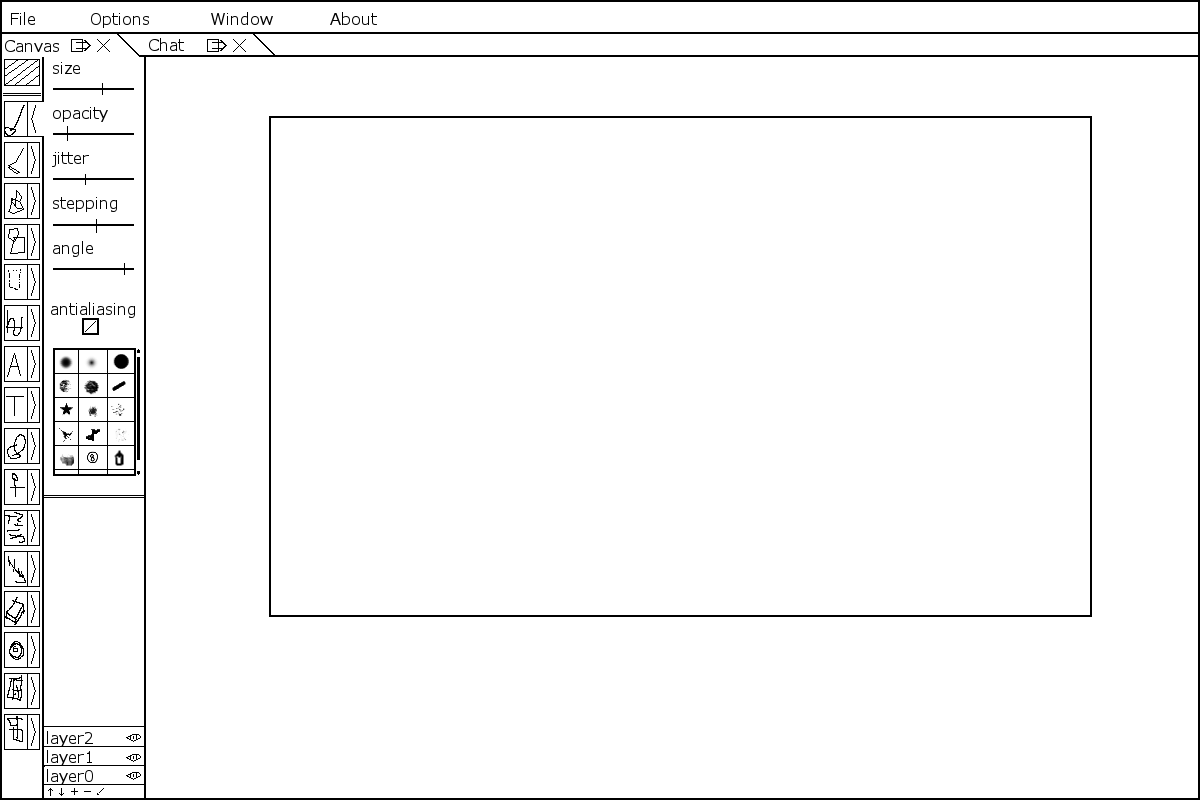 File Options Window About
Canvas Chat
size
opacity
jitter
stepping
angle
antialiasing
A
T
layer2
layer1
layer0